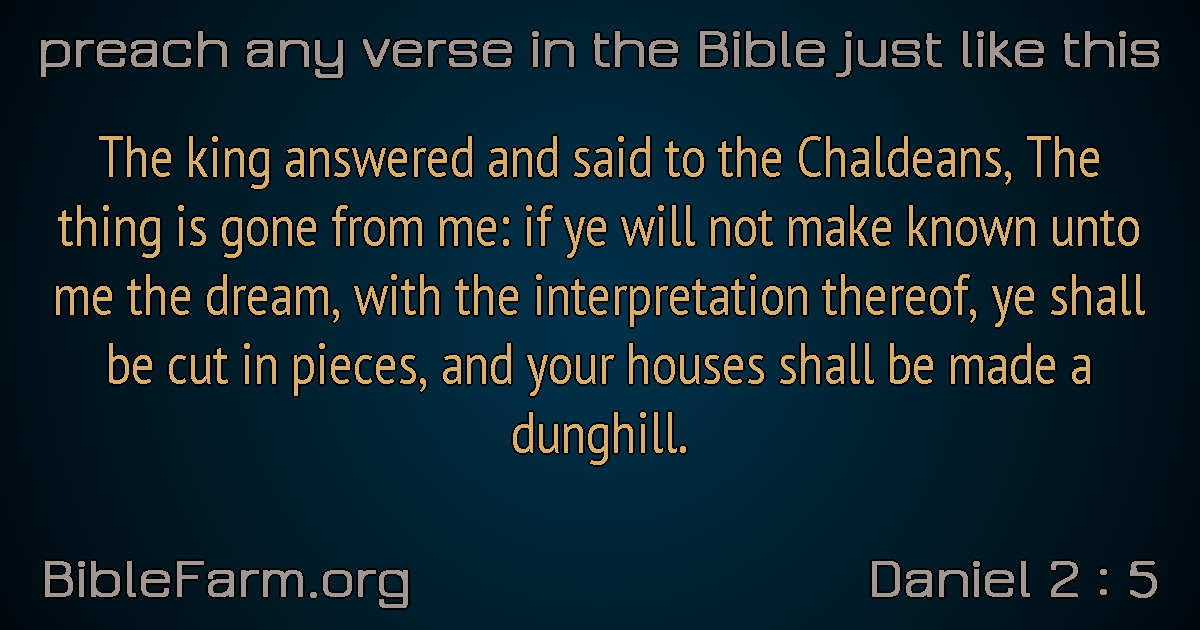 preach any verse in the Bible just like this
The king answered and said to the Chaldeans, The
thing is gone from me: if ye will not make known unto
me the dream, with the interpretation thereof, ye shall
be cut in pieces, and your houses shall be made a
dunghill.
BibleFarm.org
Daniel 2 : 5